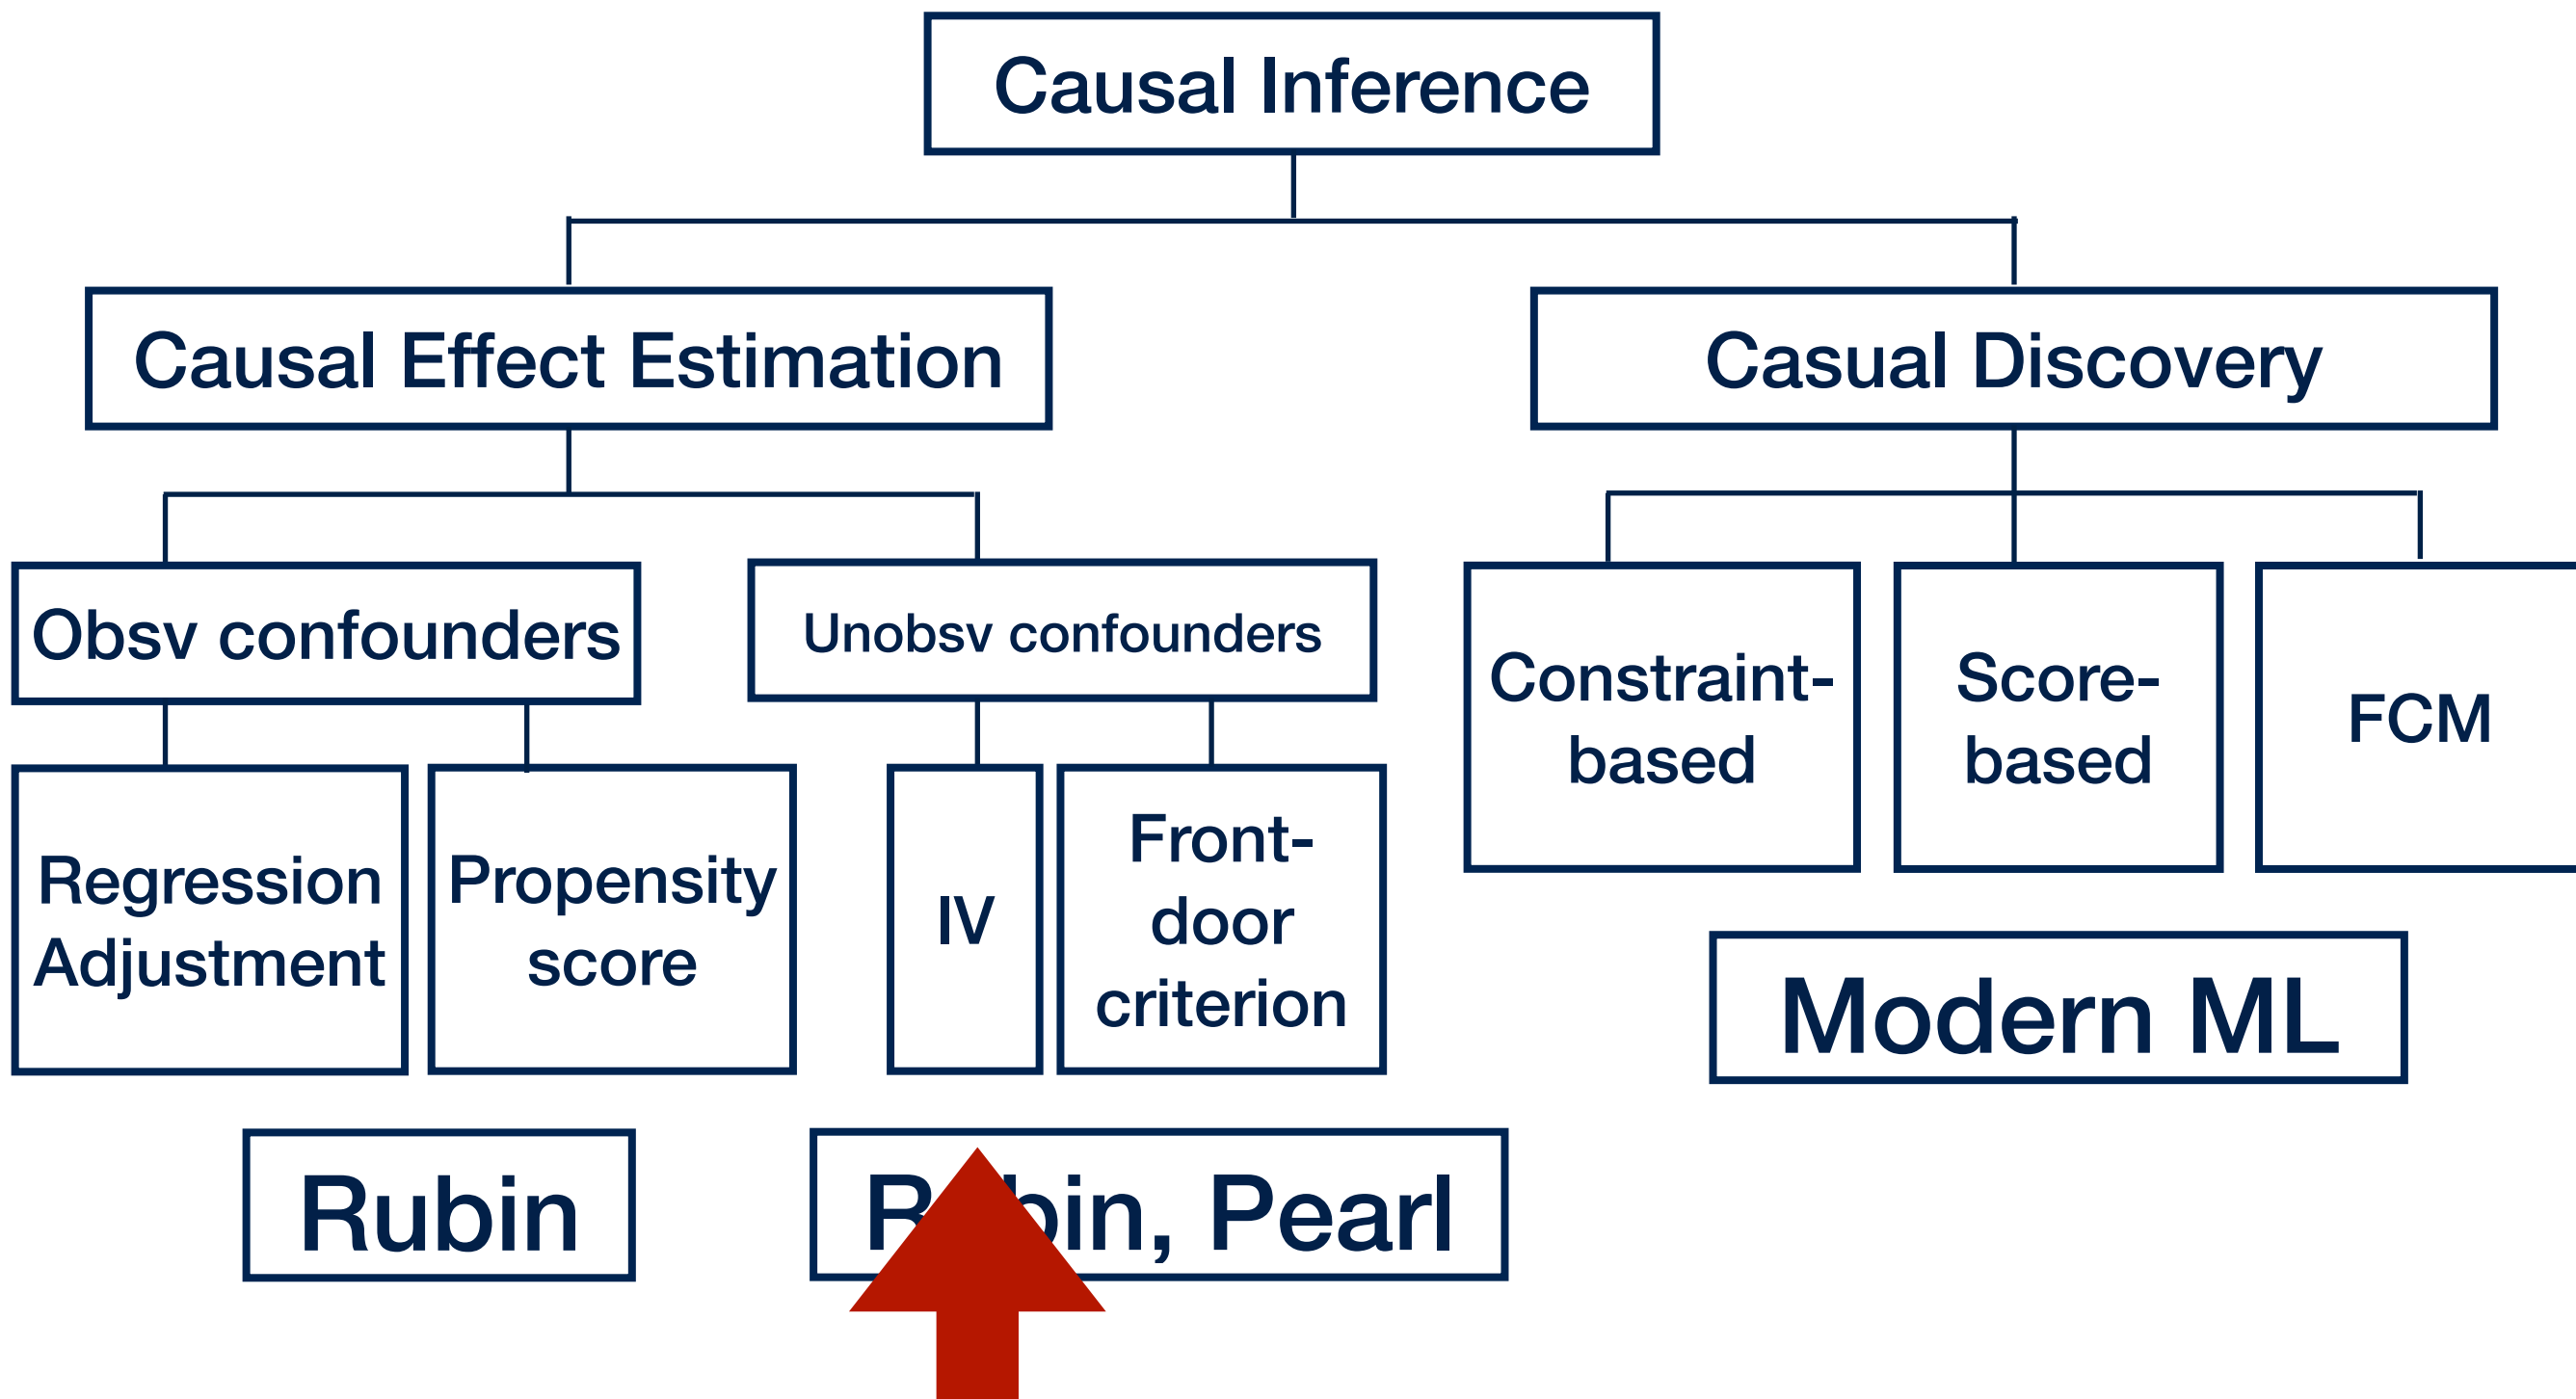 Causal Inference
Causal Effect Estimation
Casual Discovery
Obsv confounders
Unobsv confounders
Constraint-
based
Score-
based
FCM
Regression
Adjustment
Propensity
score
IV
Front-
door
criterion
Modern ML
Rubin
Rubin, Pearl